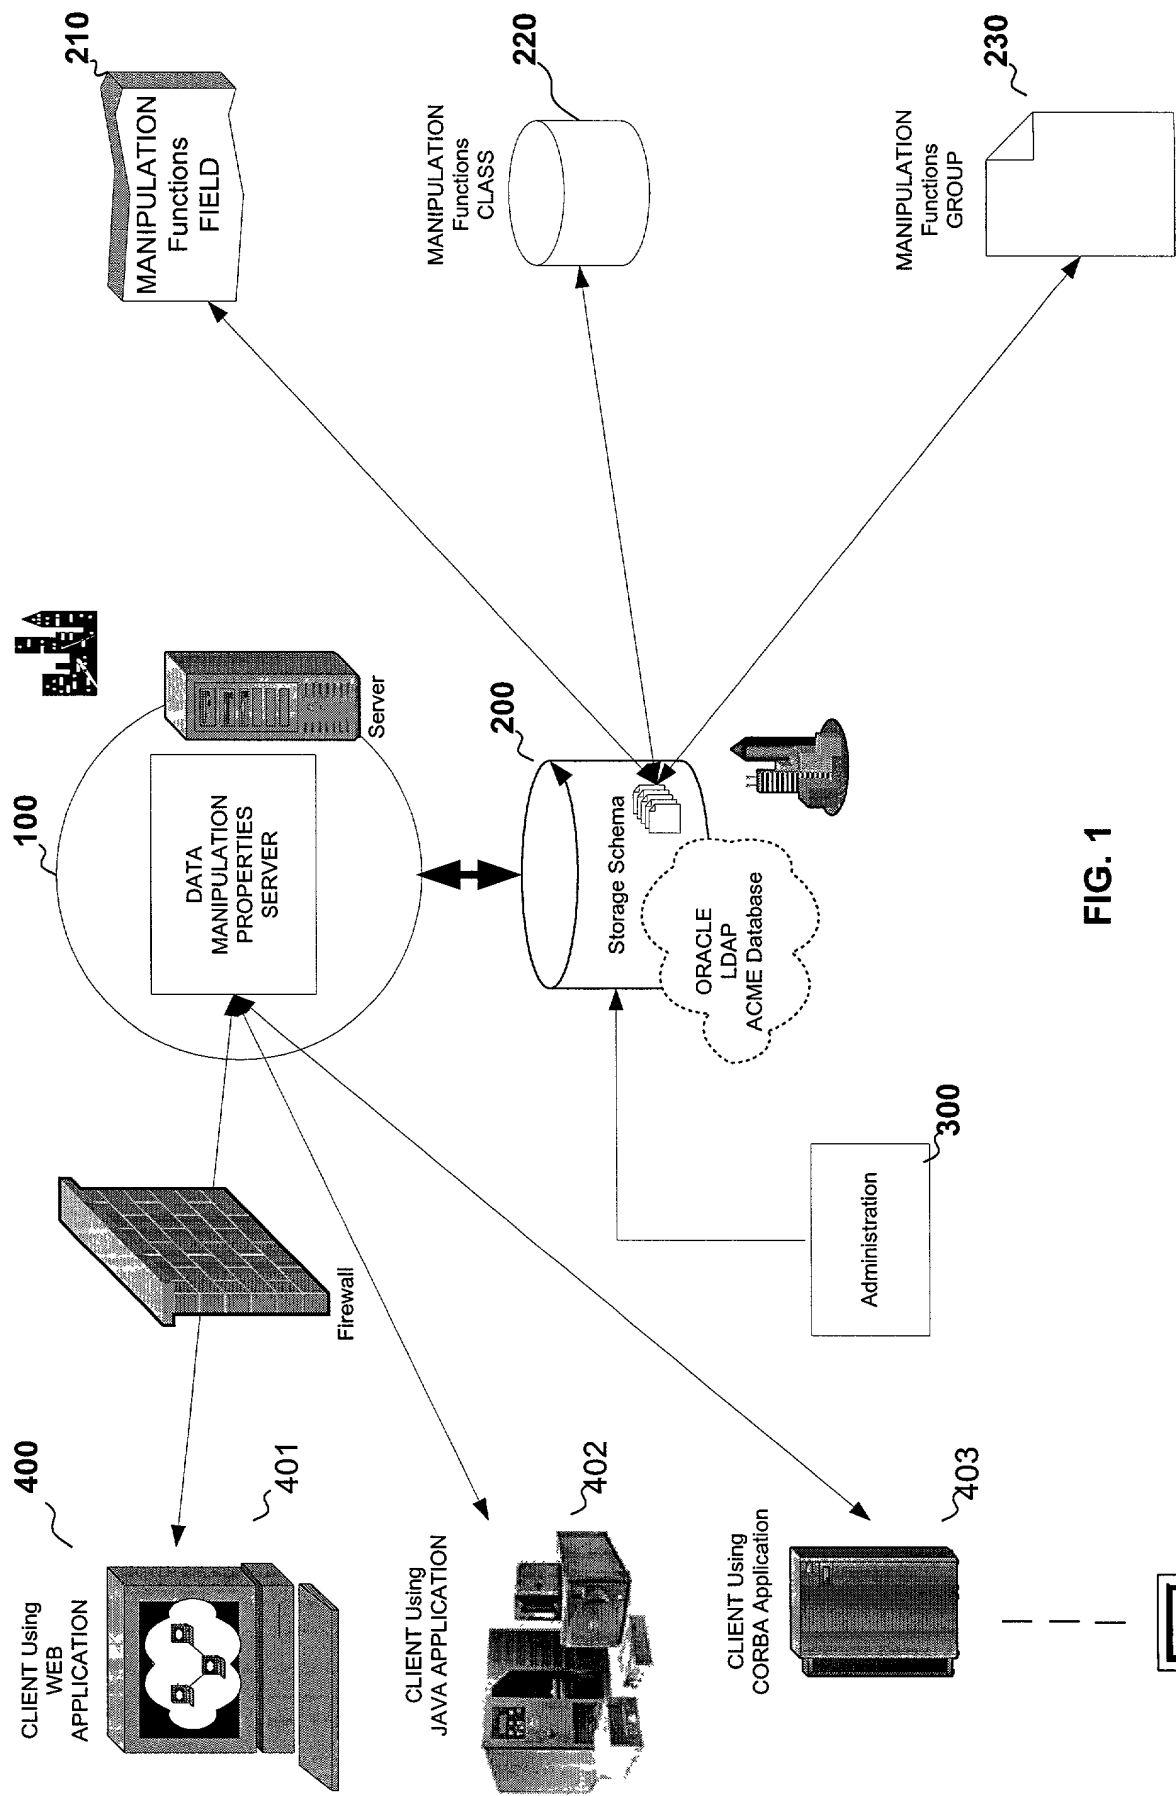 400
CLIENT Using
WEB
APPLICATION
401
Firewall
100
DATA
MANIPULATION
PROPERTIES
SERVER
Server
210
MANIPULATION
Functions
FIELD
CLIENT Using
JAVA APPLICATION
402
200
Storage Schema
ORACLE
LDAP
ACME Database
MANIPULATION
Functions
CLASS
220
CLIENT Using
CORBA Application
403
Administration
300
MANIPULATION
Functions
GROUP
230
FIG. 1